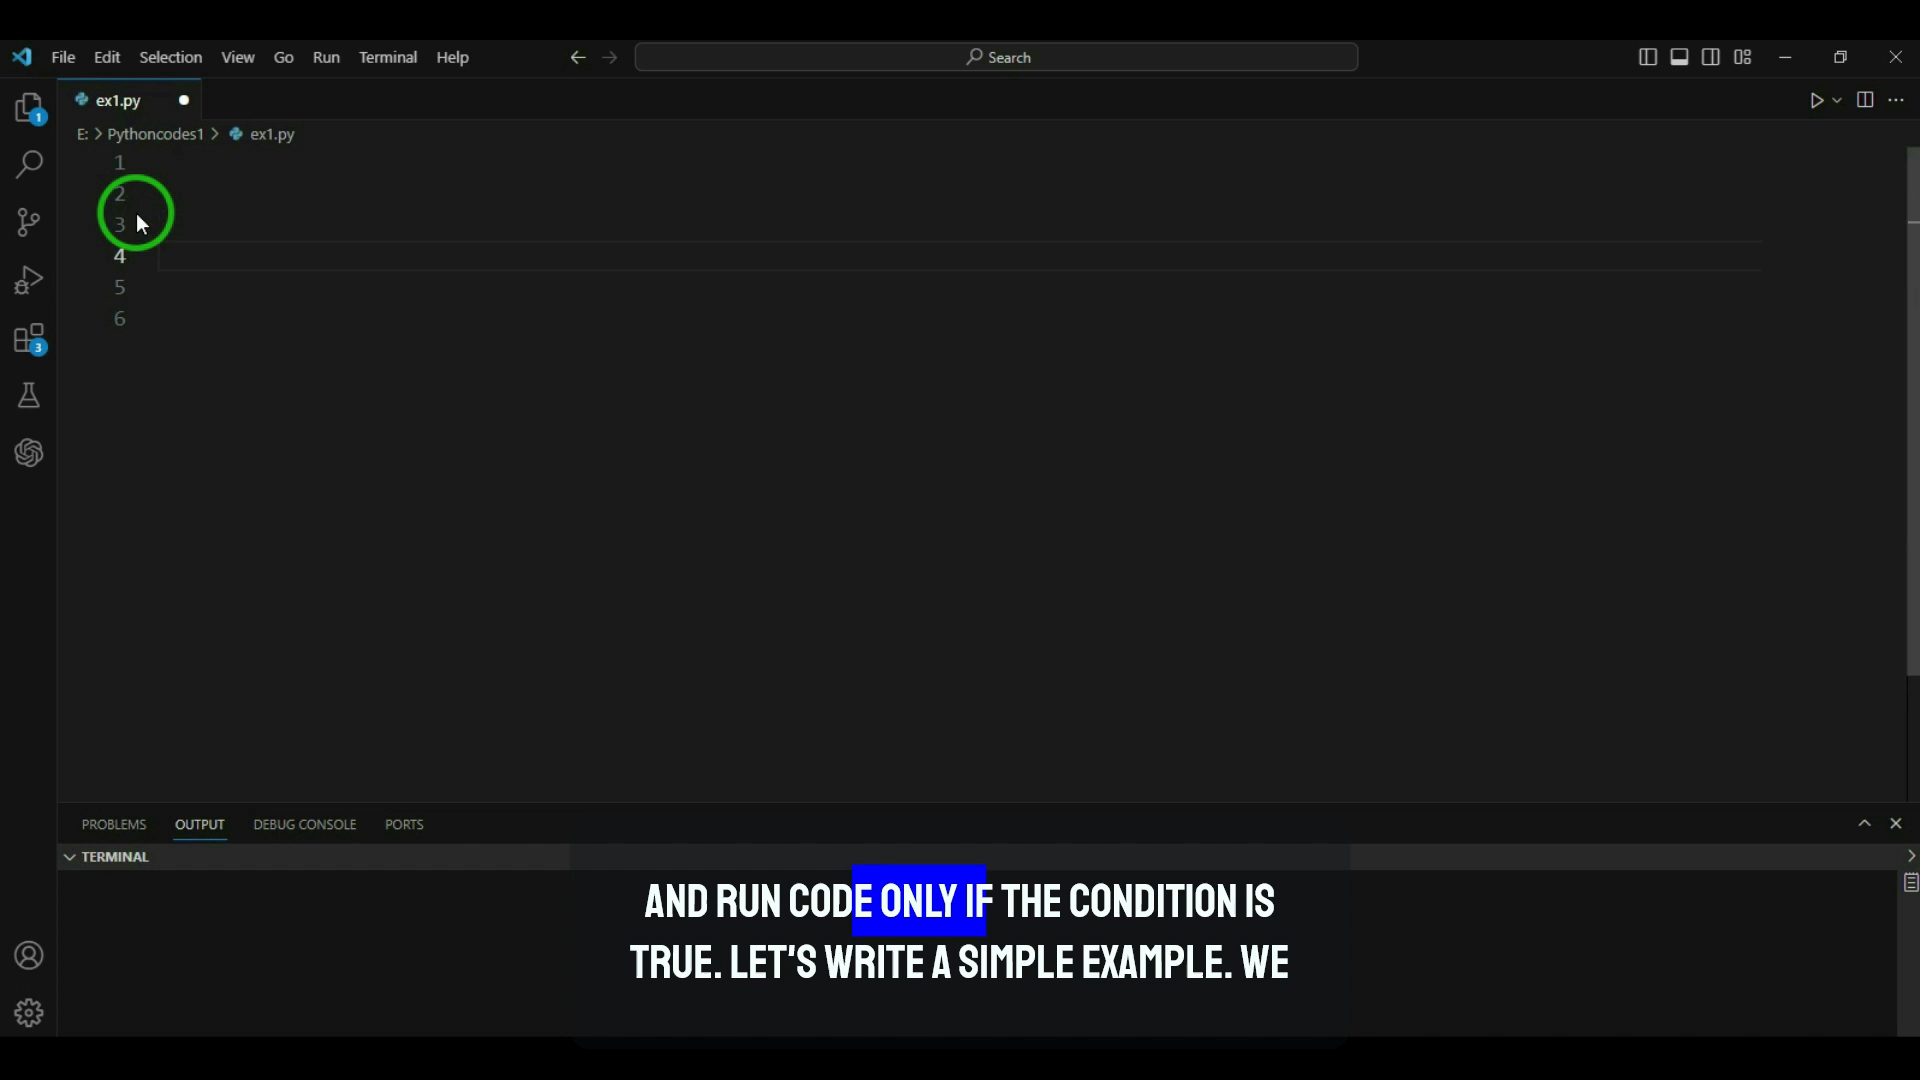 File Edit Selection View Go Run Terminal Help Search
ex1.py
E: > Pythoncodes1 > ex1.py
1
1
2
3
4
5
6
3
PROBLEMS OUTPUT DEBUG CONSOLE PORTS
TERMINAL
AND RUN CODE ONLY IF THE CONDITION IS
TRUE. LET'S WRITE A SIMPLE EXAMPLE. WE